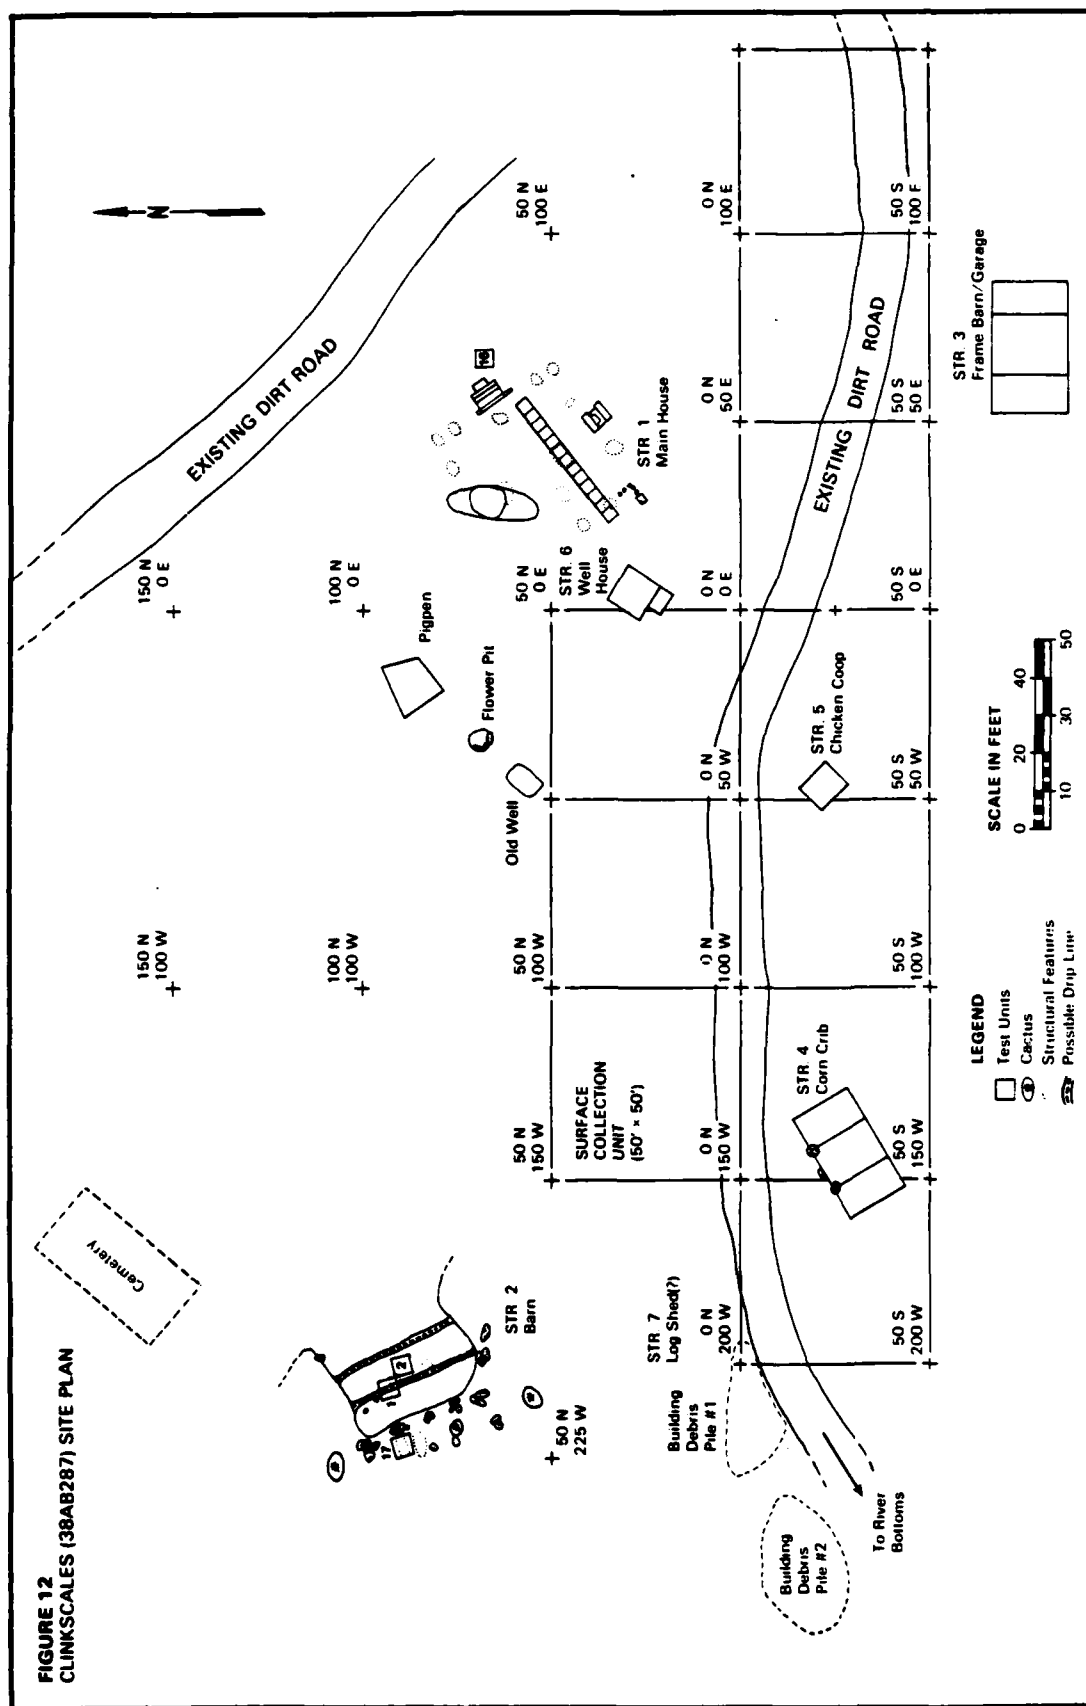 FIGURE 12
CLINKSCALES (38AB287) SITE PLAN
N
EXISTING DIRT ROAD
Cemetery
150 N
100 W
150 N
0 E
100 N
100 W
100 N
0 E
Pigpen
Flower Pit
Old Well
STR 2
Barn
1
2
17
16
50 N
225 W
50 N
150 W
50 N
100 W
50 N
0 E
50 N
100 E
STR. 6
Well
House
STR 1
Main House
SURFACE
COLLECTION
UNIT
(50' × 50')
STR 7
Log Shed(?)
Building
Debris
Pile #1
0 N
200 W
0 N
150 W
0 N
100 W
0 N
50 W
0 N
0 E
0 N
50 E
0 N
100 E
Building
Debris
Pile #2
To River
Bottoms
STR. 4
Corn Crib
STR. 5
Chicken Coop
EXISTING DIRT ROAD
50 S
200 W
50 S
150 W
50 S
100 W
50 S
50 W
50 S
0 E
50 S
50 E
50 S
100 F
STR. 3
Frame Barn/Garage
LEGEND
Test Units
Cactus
Structural Features
Possible Drip Line
SCALE IN FEET
0 20 40
10 30 50